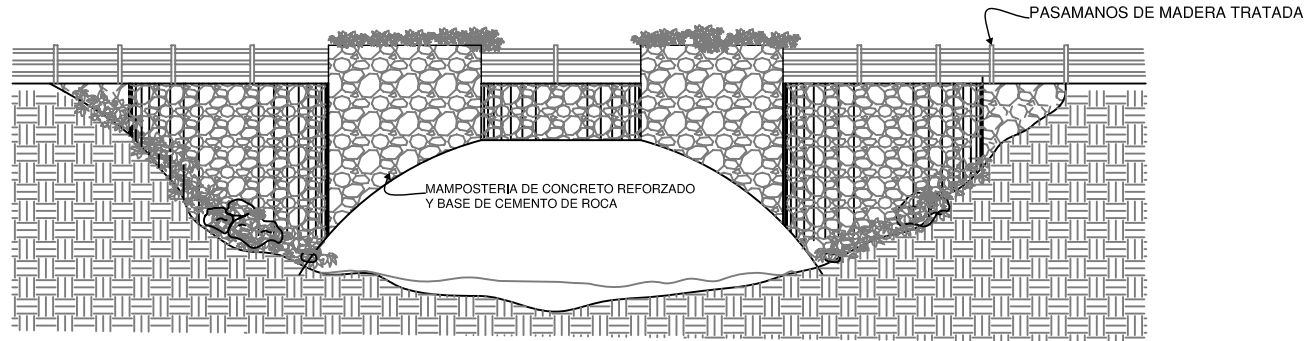 PASAMANOS DE MADERA TRATADA
MAMPOSTERIA DE CONCRETO REFORZADO
Y BASE DE CEMENTO DE ROCA